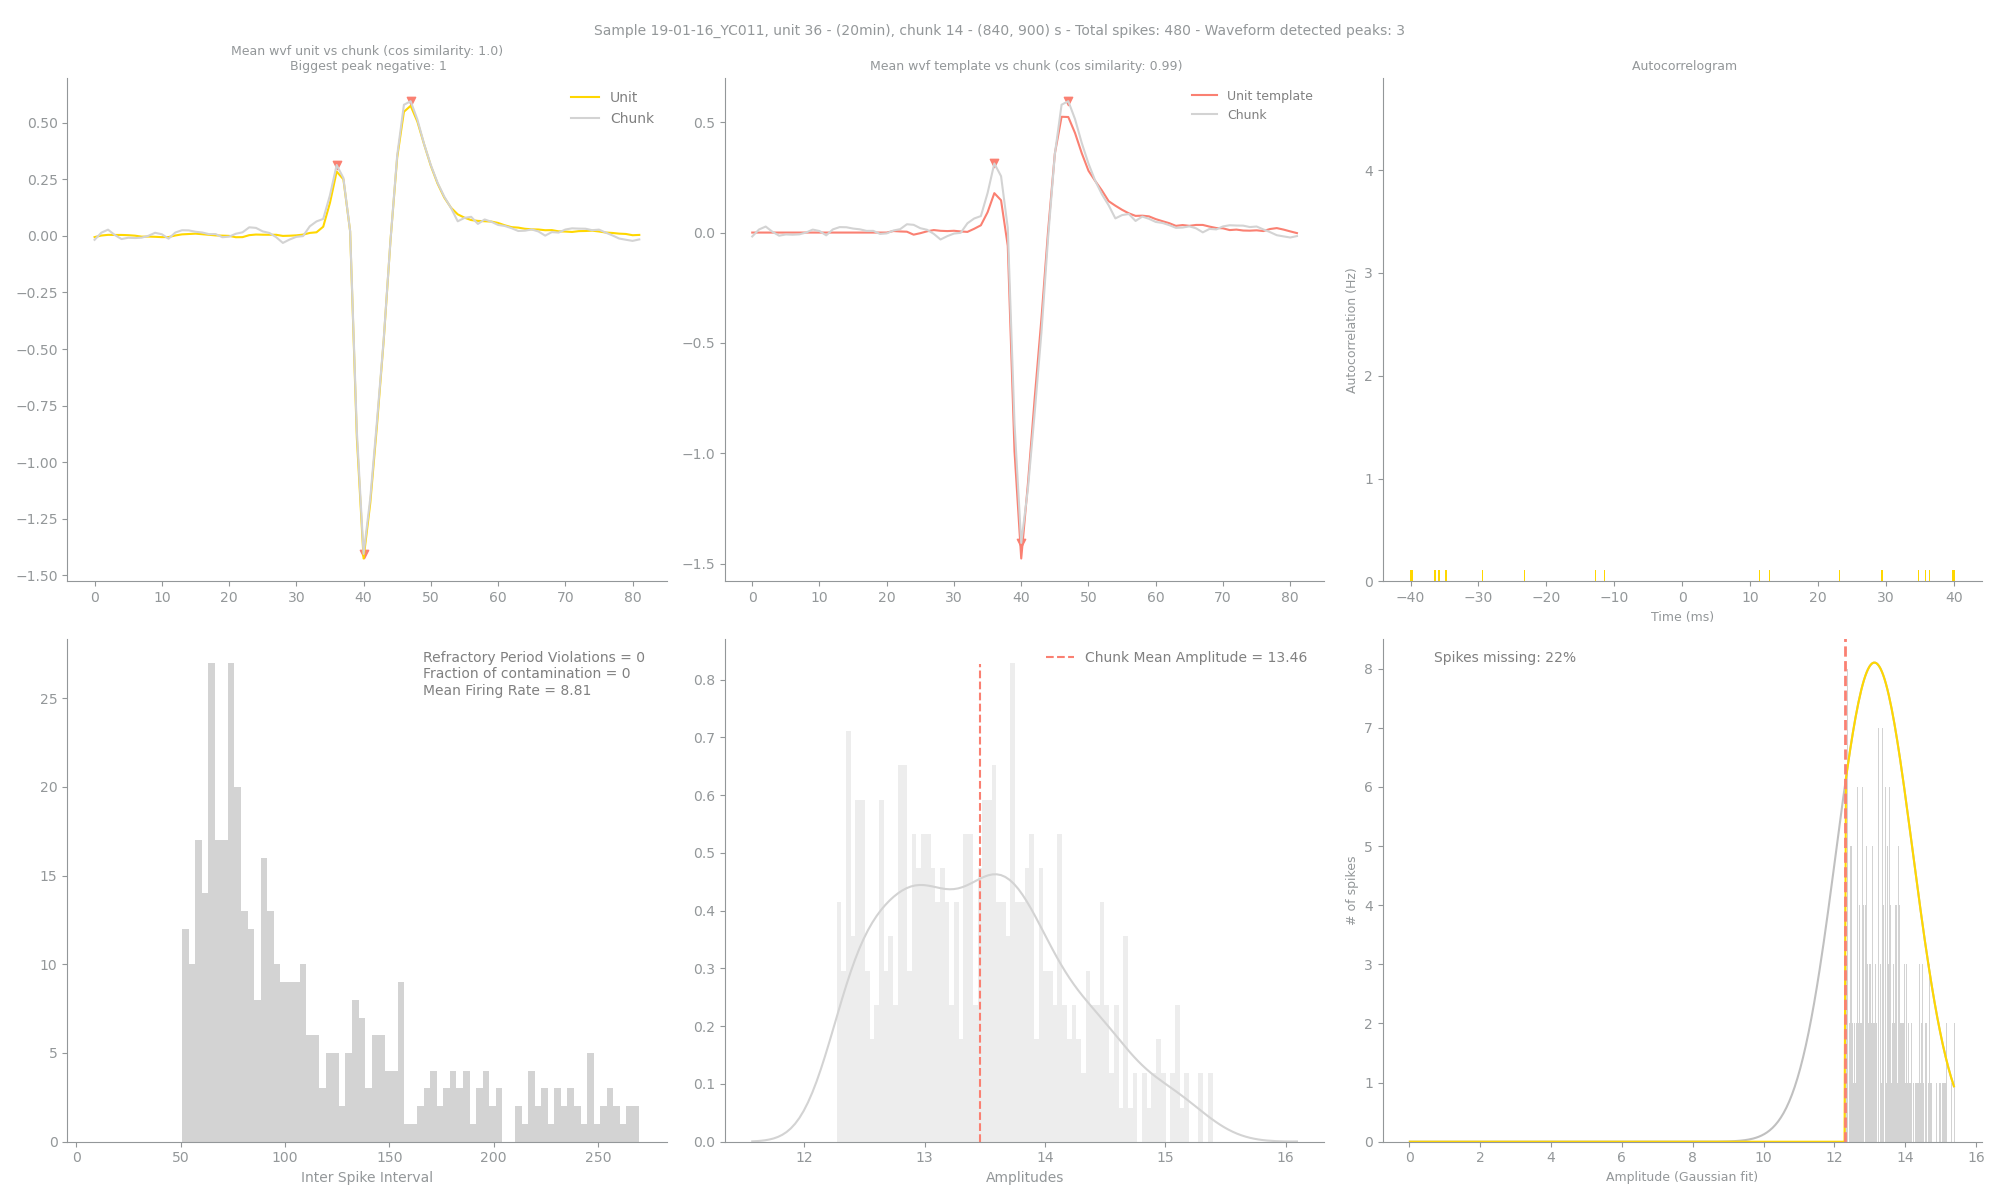 Sample 19-01-16_YC011, unit 36 - (20min), chunk 14 - (840, 900) s - Total spikes: 480 - Waveform detected peaks: 3
Mean wvf unit vs chunk (cos similarity: 1.0)
Biggest peak negative: 1
Unit
Chunk
0.50
0.25
0.00
−0.25
−0.50
−0.75
−1.00
−1.25
−1.50
0 10 20 30 40 50 60 70 80
Mean wvf template vs chunk (cos similarity: 0.99)
Unit template
Chunk
0.5
0.0
−0.5
−1.0
−1.5
0 10 20 30 40 50 60 70 80
Autocorrelogram
Autocorrelation (Hz)
4
3
2
1
0
−40 −30 −20 −10 0 10 20 30 40
Time (ms)
Refractory Period Violations = 0
Fraction of contamination = 0
Mean Firing Rate = 8.81
25
20
15
10
5
0
0 50 100 150 200 250
Inter Spike Interval
Chunk Mean Amplitude = 13.46
0.8
0.7
0.6
0.5
0.4
0.3
0.2
0.1
0.0
12 13 14 15 16
Amplitudes
Spikes missing: 22%
# of spikes
8
7
6
5
4
3
2
1
0
0 2 4 6 8 10 12 14 16
Amplitude (Gaussian fit)